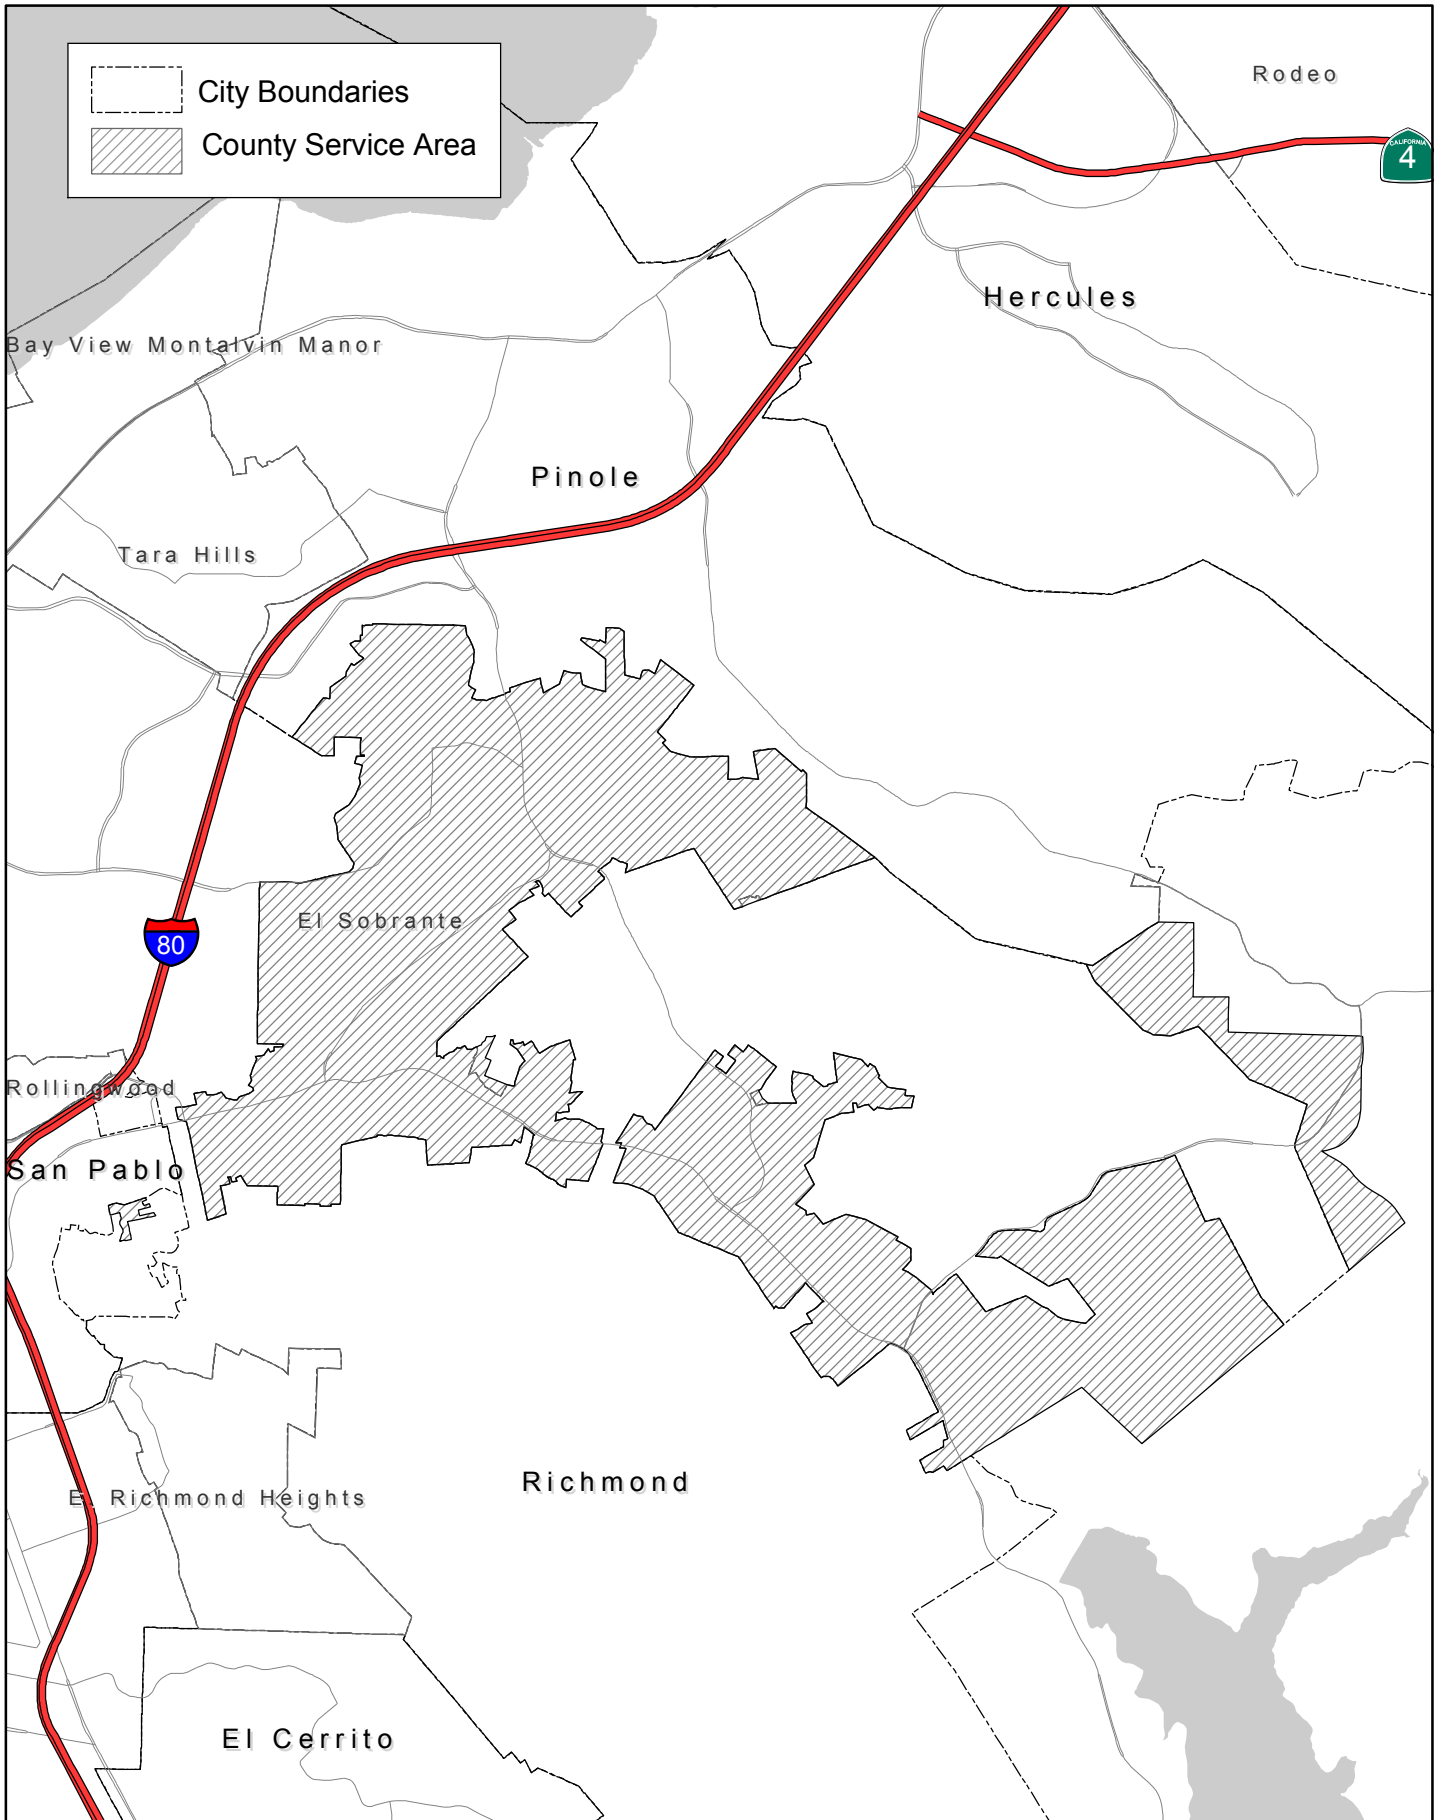 City Boundaries
County Service Area
Rodeo
CALIFORNIA
4
Hercules
Bay View Montalvin Manor
Pinole
Tara Hills
El Sobrante
80
Rollingwood
San Pablo
Richmond
E. Richmond Heights
El Cerrito